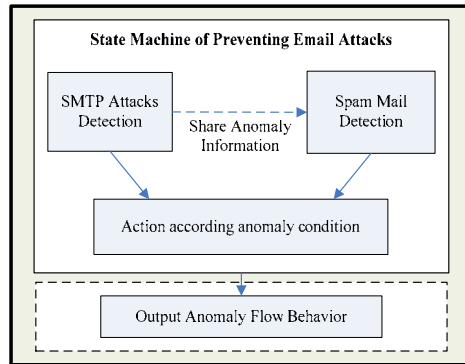 State Machine of Preventing Email Attacks
SMTP Attacks
Detection
Share Anomaly
Information
Spam Mail
Detection
Action according anomaly condition
Output Anomaly Flow Behavior